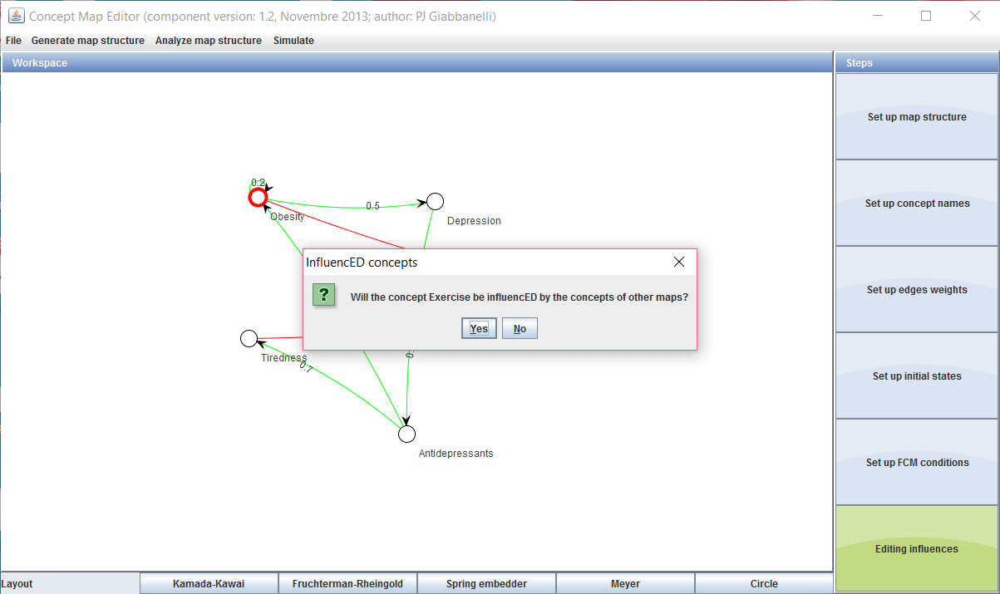 Concept Map Editor (component version: 1.2, Novembre 2013; author: PJ Giabbanelli)
File Generate map structure Analyze map structure Simulate
Workspace
Steps
Set up map structure
Set up concept names
Set up edges weights
Set up initial states
Set up FCM conditions
Editing influences
0.2
0.5
Obesity
Depression
InfluencED concepts
?
Will the concept Exercise be influencED by the concepts of other maps?
Yes No
Tiredness
0.7
Antidepressants
Layout Kamada-Kawai Fruchterman-Rheingold Spring embedder Meyer Circle